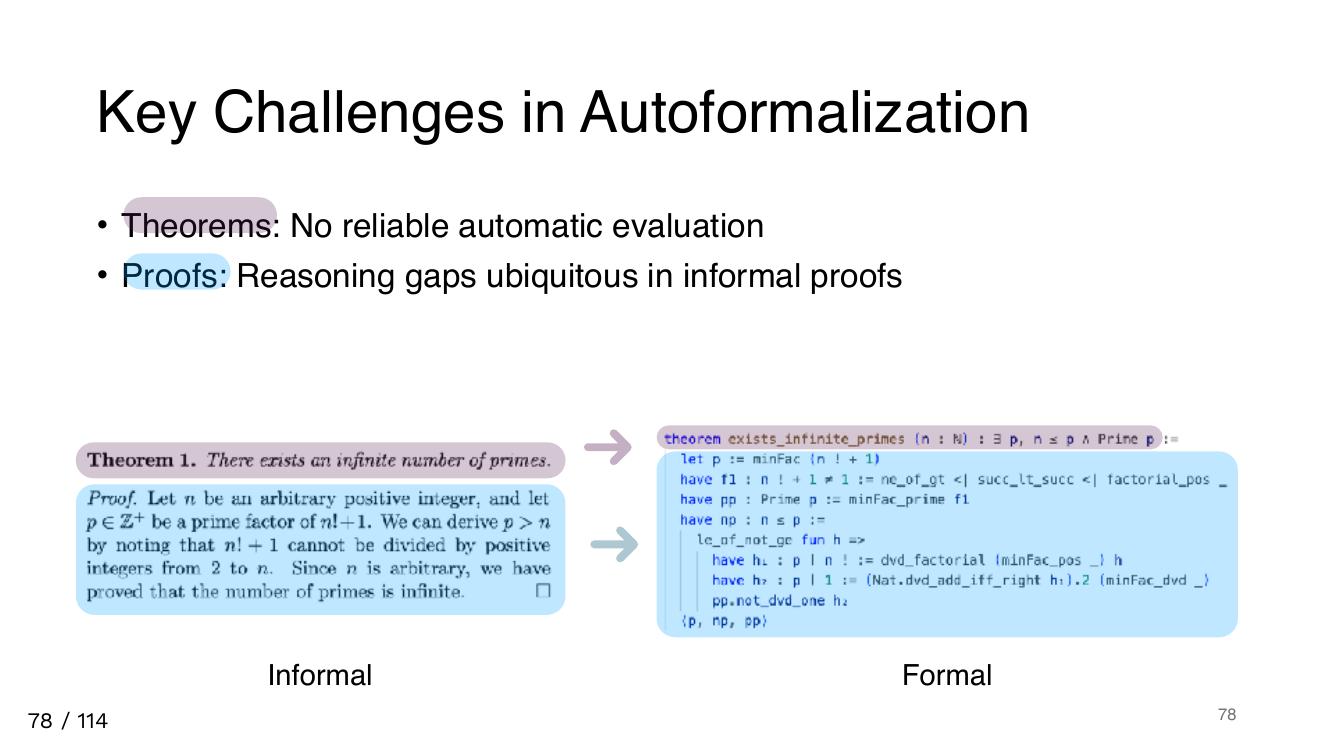 Key Challenges in Autoformalization
• Theorems: No reliable automatic evaluation
• Proofs: Reasoning gaps ubiquitous in informal proofs
Theorem 1. There exists an infinite number of primes.
Proof. Let n be an arbitrary positive integer, and let
p ∈ ℤ⁺ be a prime factor of n!+1. We can derive p > n
by noting that n! + 1 cannot be divided by positive
integers from 2 to n. Since n is arbitrary, we have
proved that the number of primes is infinite. □
Informal
theorem exists_infinite_primes (n : ℕ) : ∃ p, n ≤ p ∧ Prime p :=
let p := minFac (n ! + 1)
have f1 : n ! + 1 ≠ 1 := ne_of_gt <| succ_lt_succ <| factorial_pos _
have pp : Prime p := minFac_prime f1
have np : n ≤ p :=
le_of_not_ge fun h =>
have h₁ : p ∣ n ! := dvd_factorial (minFac_pos _) h
have h₂ : p ∣ 1 := (Nat.dvd_add_iff_right h₁).2 (minFac_dvd _)
pp.not_dvd_one h₂
⟨p, np, pp⟩
Formal
78 / 114
78